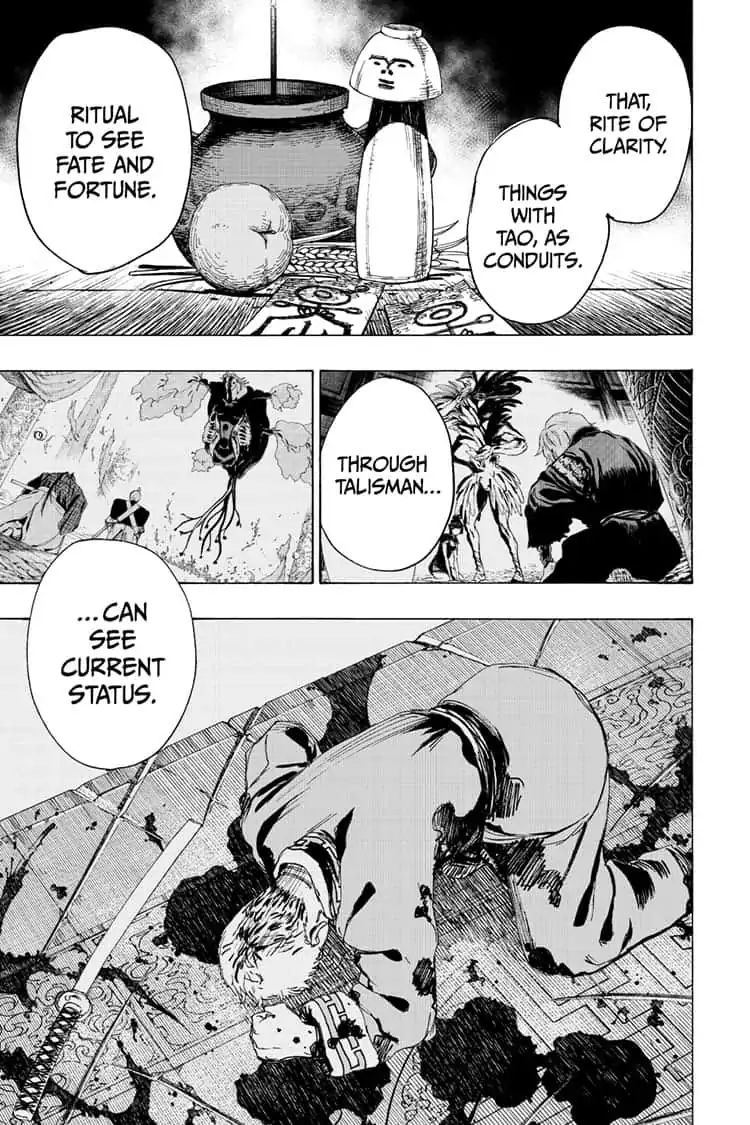 THAT,
RITE OF
CLARITY.
THINGS
WITH
TAO, AS
CONDUITS.
RITUAL
TO SEE
FATE AND
FORTUNE.
THROUGH
TALISMAN...
...CAN
SEE
CURRENT
STATUS.